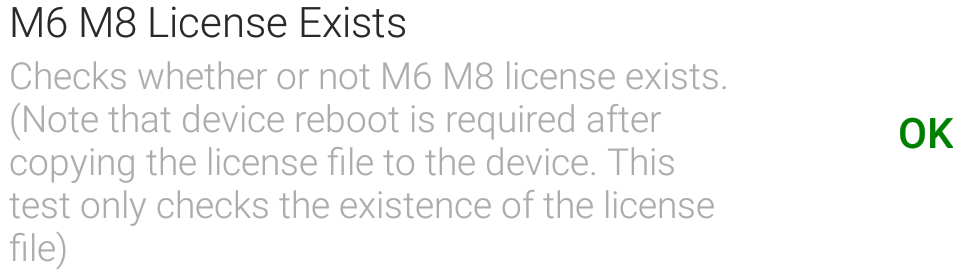 M6 M8 License Exists
Checks whether or not M6 M8 license exists.
(Note that device reboot is required after
copying the license file to the device. This
test only checks the existence of the license
file)
OK